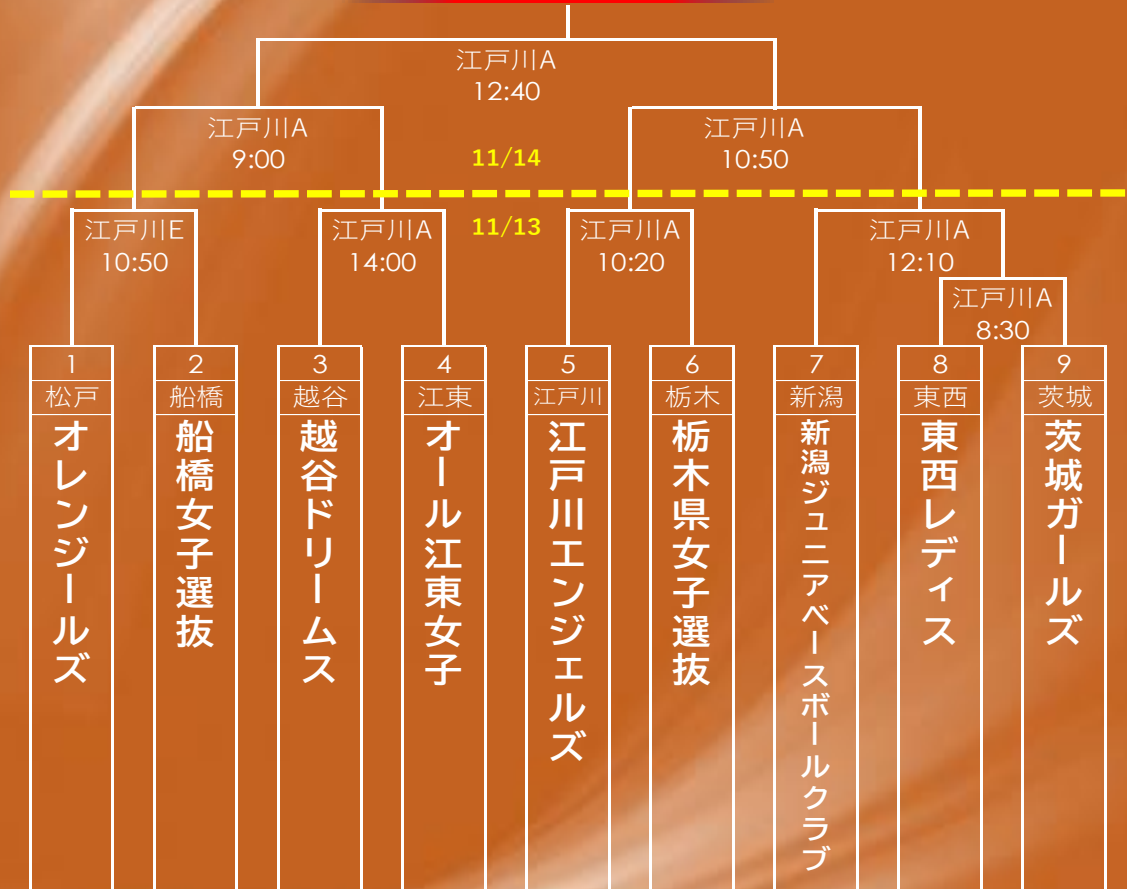 江戸川A
12:40
江戸川A
9:00
11/14
江戸川A
10:50
江戸川E
10:50
江戸川A
14:00
11/13
江戸川A
10:20
江戸川A
12:10
江戸川A
8:30
1
松戸
オレンジールズ
2
船橋
船橋女子選抜
3
越谷
越谷ドリームス
4
江東
オール江東女子
5
江戸川
江戸川エンジェルズ
6
栃木
栃木県女子選抜
7
新潟
新潟ジュニアベースボールクラブ
8
東西
東西レディス
9
茨城
茨城ガールズ